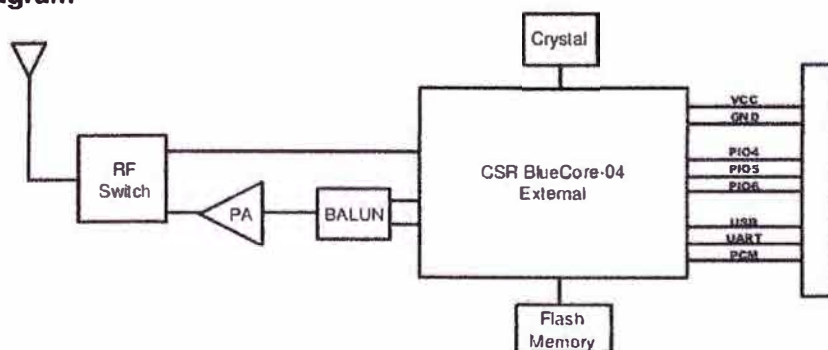 Crystal
VCC
GND
RF
Switch
PIO4
CSR BlueCore-04
External
PIO5
PIO6
PA
BALUN
USB
UART
PCM
Flash
Memory